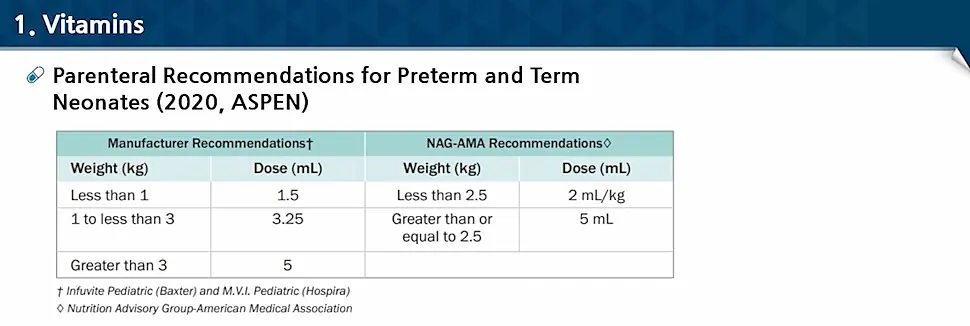 1. Vitamins
Parenteral Recommendations for Preterm and Term
Neonates (2020, ASPEN)
Manufacturer Recommendations† NAG-AMA Recommendations◊
Weight (kg) Dose (mL) Weight (kg) Dose (mL)
Less than 1 1.5 Less than 2.5 2 mL/kg
1 to less than 3 3.25 Greater than or 5 mL
equal to 2.5
Greater than 3 5
† Infuvite Pediatric (Baxter) and M.V.I. Pediatric (Hospira)
◊ Nutrition Advisory Group-American Medical Association